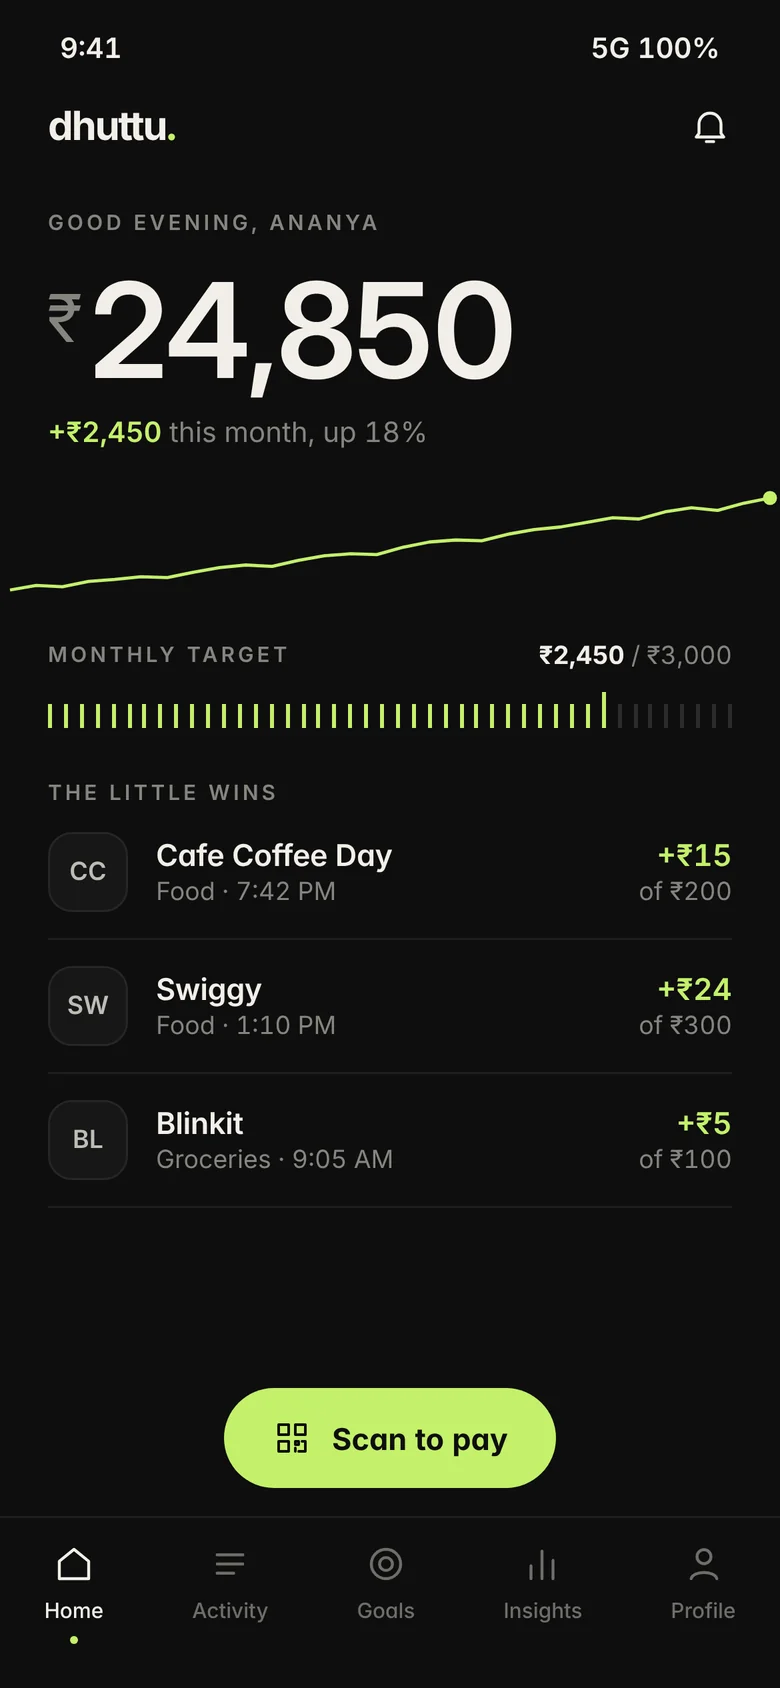 9:41 5G 100%
dhuttu.
GOOD EVENING, ANANYA
₹24,850
+₹2,450 this month, up 18%
MONTHLY TARGET ₹2,450 / ₹3,000
THE LITTLE WINS
CC Cafe Coffee Day +₹15
Food · 7:42 PM of ₹200
SW Swiggy +₹24
Food · 1:10 PM of ₹300
BL Blinkit +₹5
Groceries · 9:05 AM of ₹100
Scan to pay
Home Activity Goals Insights Profile